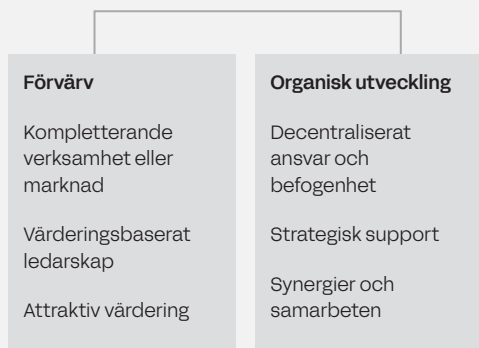 Förvärv
Kompletterande
verksamhet eller
marknad
Värderingsbaserat
ledarskap
Attraktiv värdering
Organisk utveckling
Decentraliserat
ansvar och
befogenhet
Strategisk support
Synergier och
samarbeten